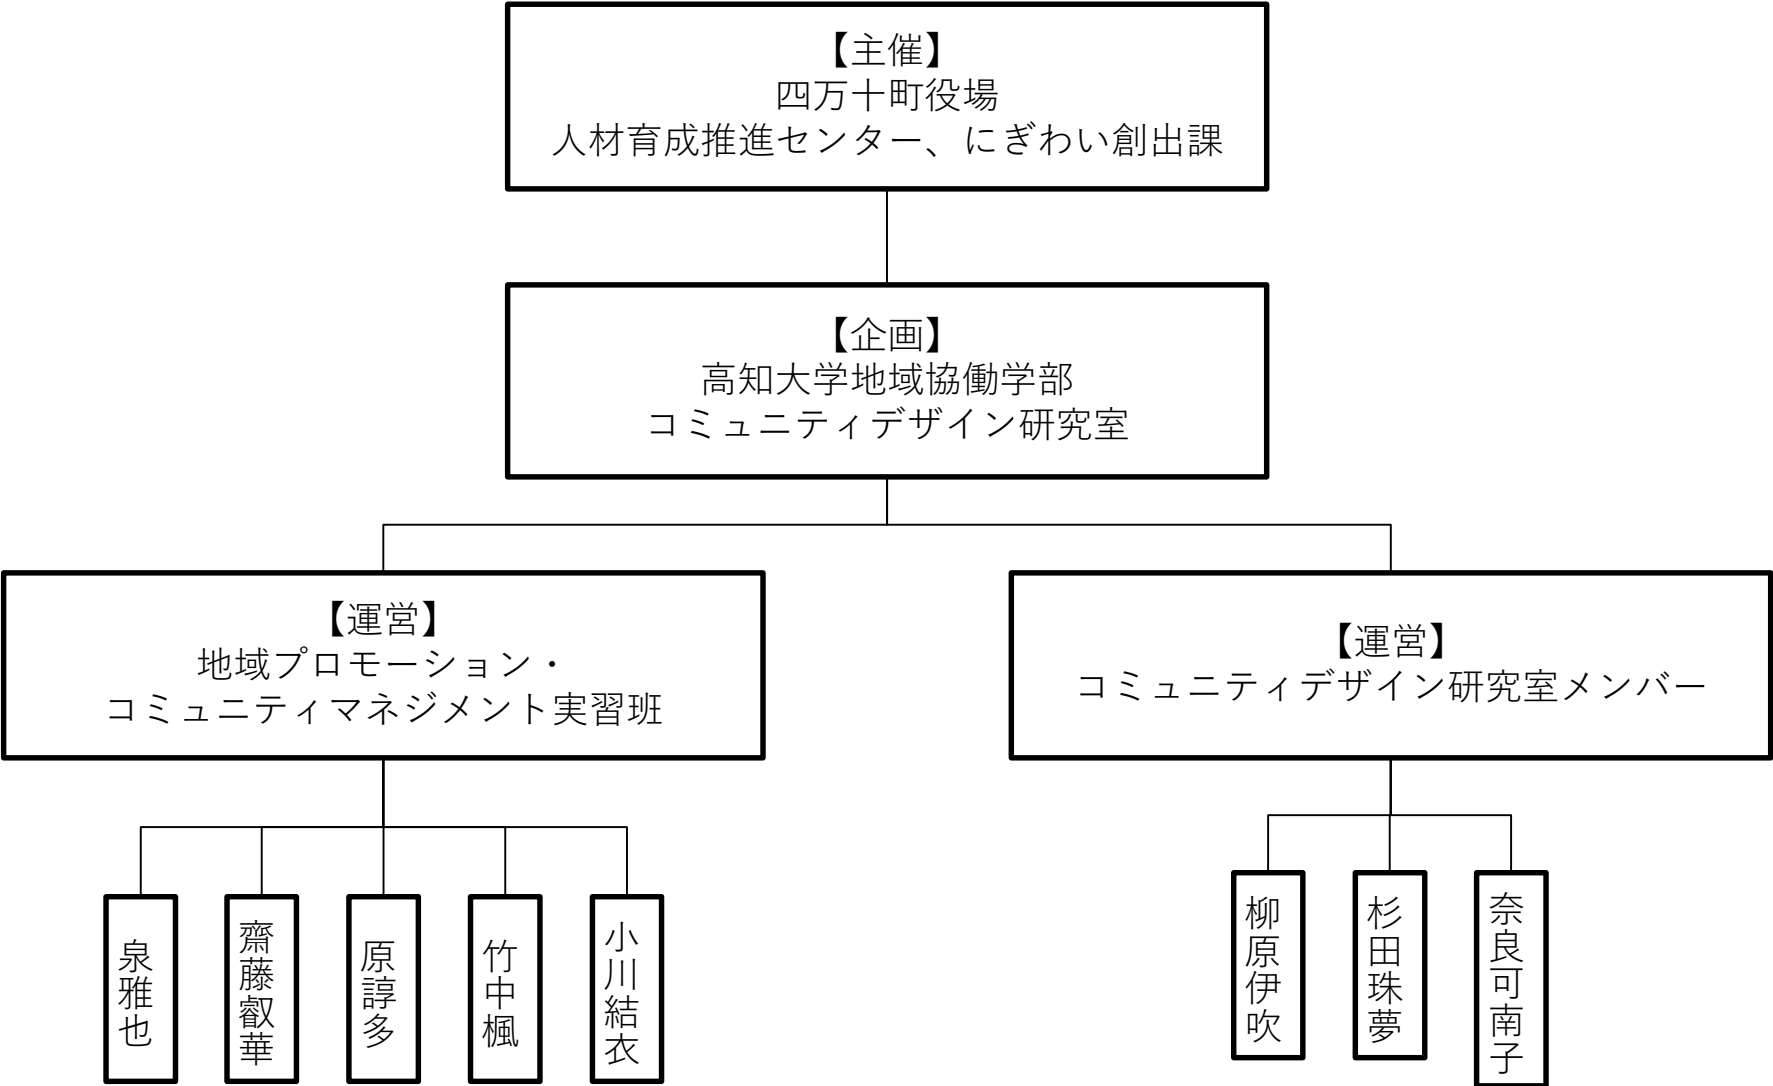 【主催】
四万十町役場
人材育成推進センター、にぎわい創出課
【企画】
高知大学地域協働学部
コミュニティデザイン研究室
【運営】
地域プロモーション・
コミュニティマネジメント実習班
【運営】
コミュニティデザイン研究室メンバー
泉雅也
齋藤叡華
原諄多
竹中楓
小川結衣
柳原伊吹
杉田珠夢
奈良可南子